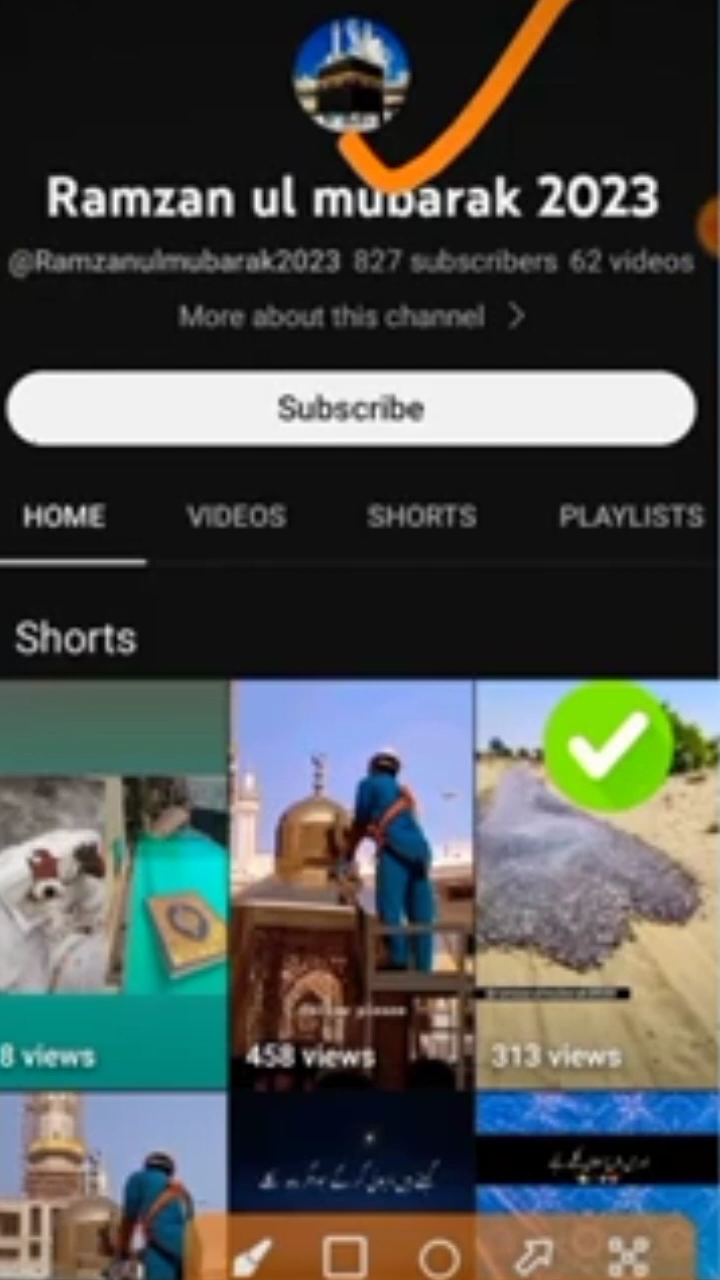 Ramzan ul mubarak 2023
@Ramzanulmubarak2023 827 subscribers 62 videos
More about this channel
Subscribe
HOME VIDEOS SHORTS PLAYLISTS
Shorts
8 views 458 views 313 views